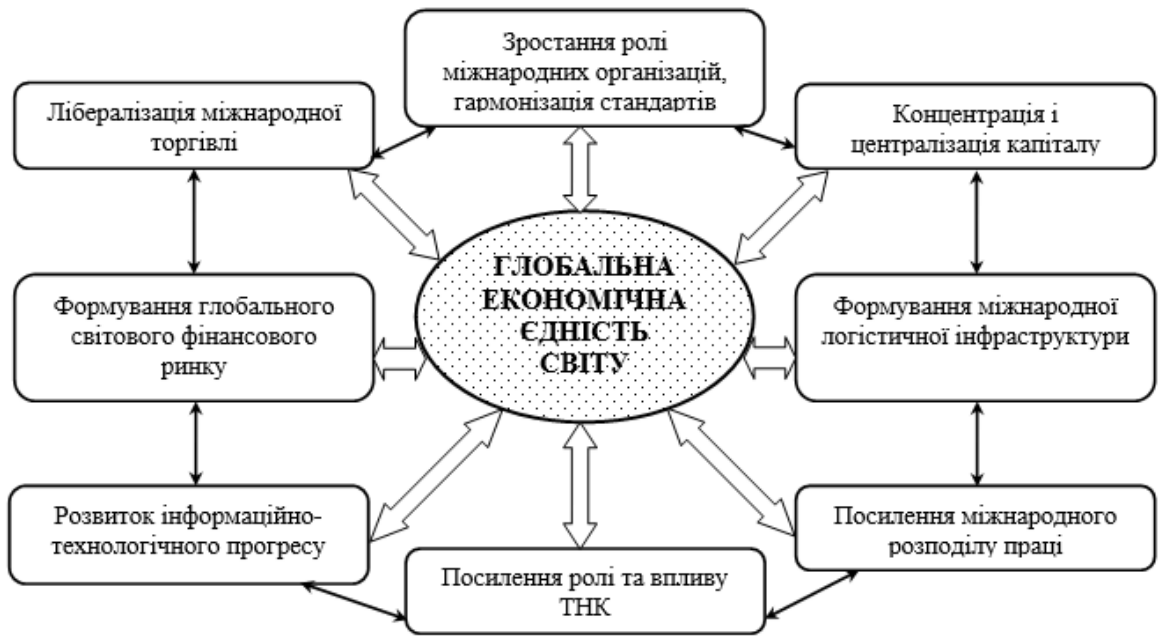 Зростання ролі
міжнародних організацій,
гармонізація стандартів
Лібералізація міжнародної
торгівлі
Концентрація і
централізація капіталу
ГЛОБАЛЬНА
ЕКОНОМІЧНА
ЄДНІСТЬ
СВІТУ
Формування глобального
світового фінансового
ринку
Формування міжнародної
логістичної інфраструктури
Розвиток інформаційно-
технологічного прогресу
Посилення міжнародного
розподілу праці
Посилення ролі та впливу
ТНК